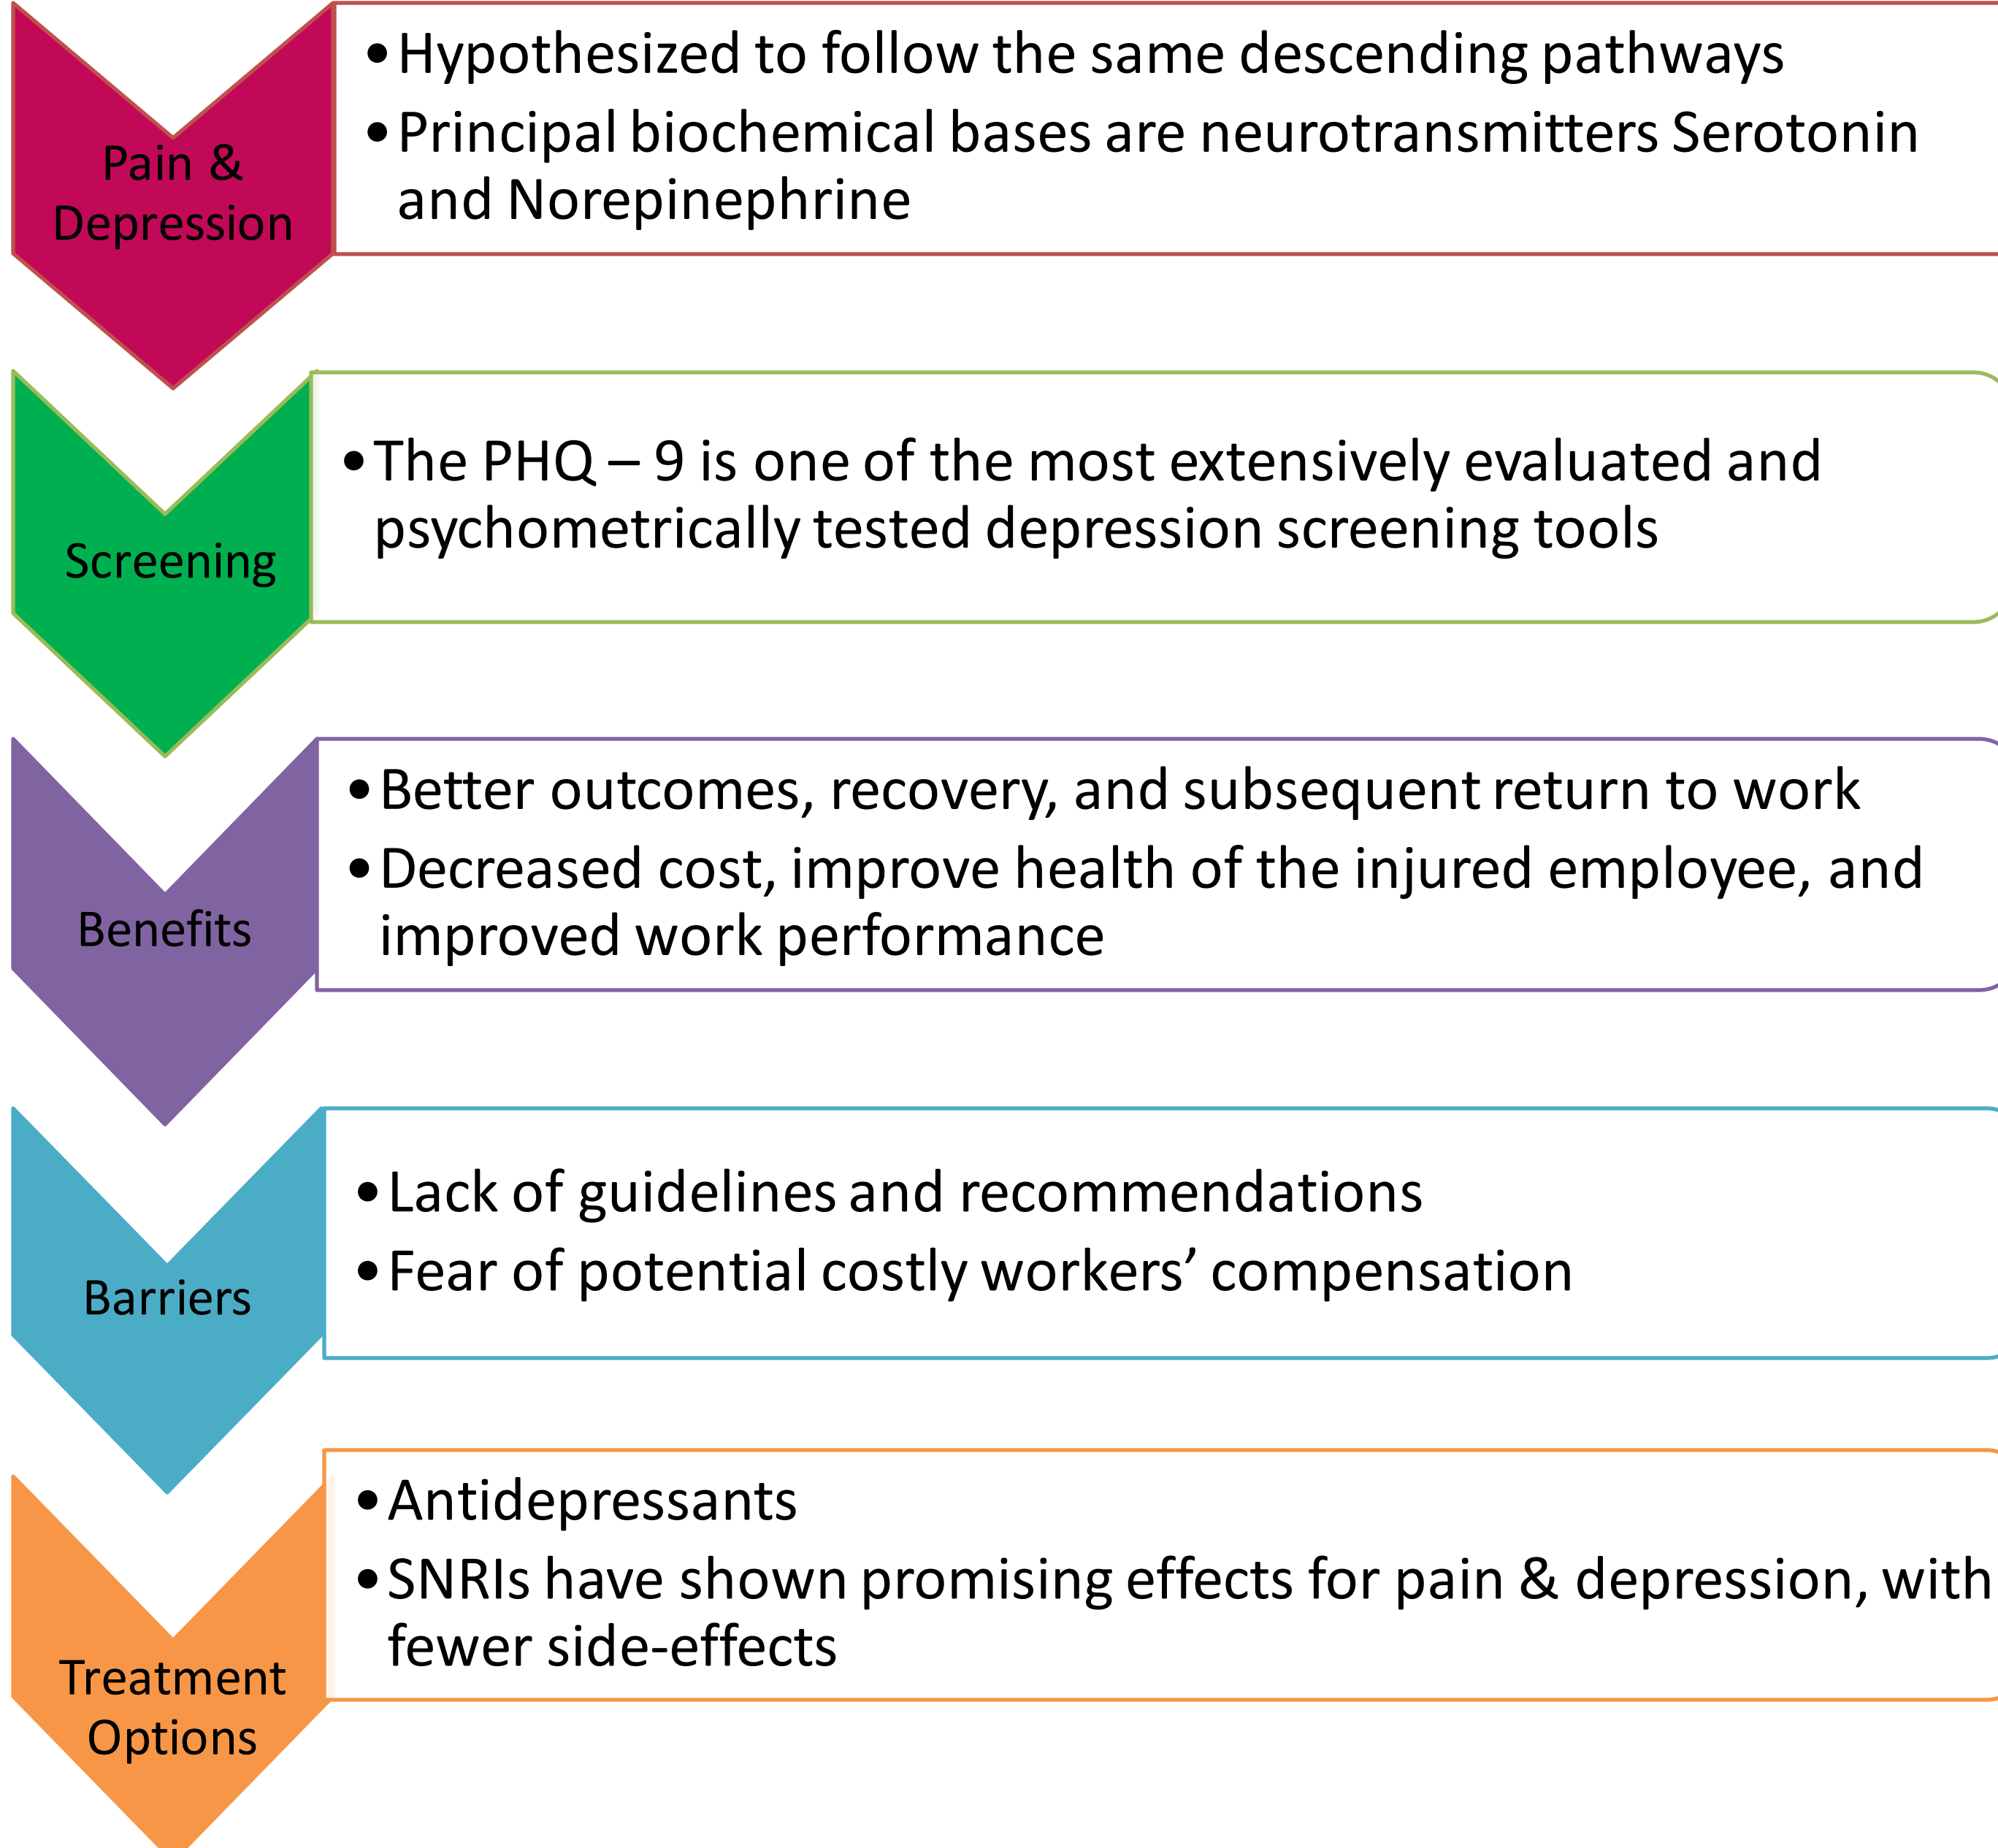 Pain &
Depression
• Hypothesized to follow the same descending pathways
• Principal biochemical bases are neurotransmitters Serotonin
and Norepinephrine
Screening
• The PHQ – 9 is one of the most extensively evaluated and
psychometrically tested depression screening tools
Benefits
• Better outcomes, recovery, and subsequent return to work
• Decreased cost, improve health of the injured employee, and
improved work performance
Barriers
• Lack of guidelines and recommendations
• Fear of potential costly workers’ compensation
Treatment
Options
• Antidepressants
• SNRIs have shown promising effects for pain & depression, with
fewer side-effects